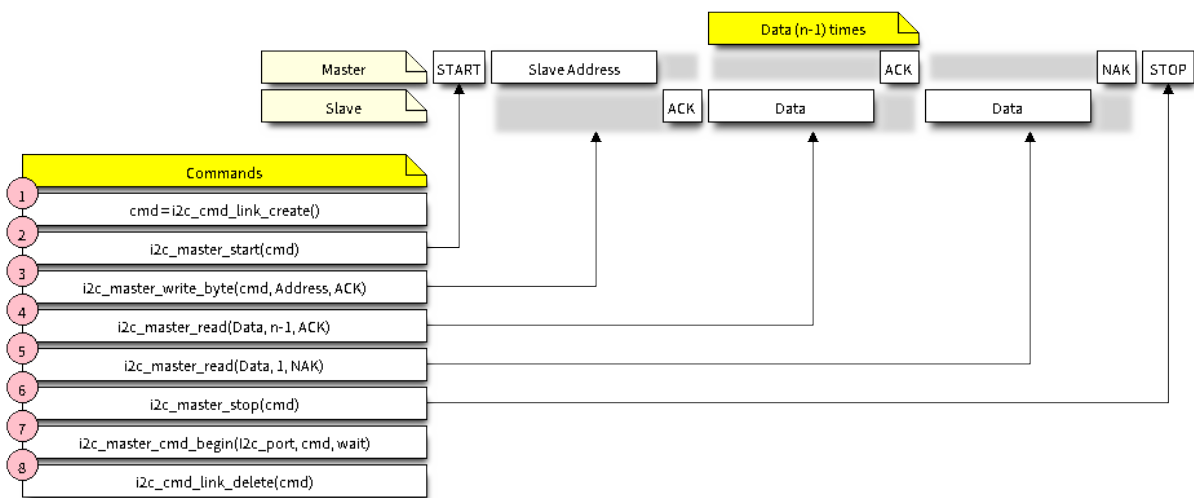 Data (n-1) times
Master START Slave Address ACK NAK STOP
Slave ACK Data Data
Commands
1
cmd=i2c_cmd_link_create()
2
i2c_master_start(cmd)
3
i2c_master_write_byte(cmd, Address, ACK)
4
i2c_master_read(Data, n-1, ACK)
5
i2c_master_read(Data, 1, NAK)
6
i2c_master_stop(cmd)
7
i2c_master_cmd_begin(I2c_port, cmd, wait)
8
i2c_cmd_link_delete(cmd)